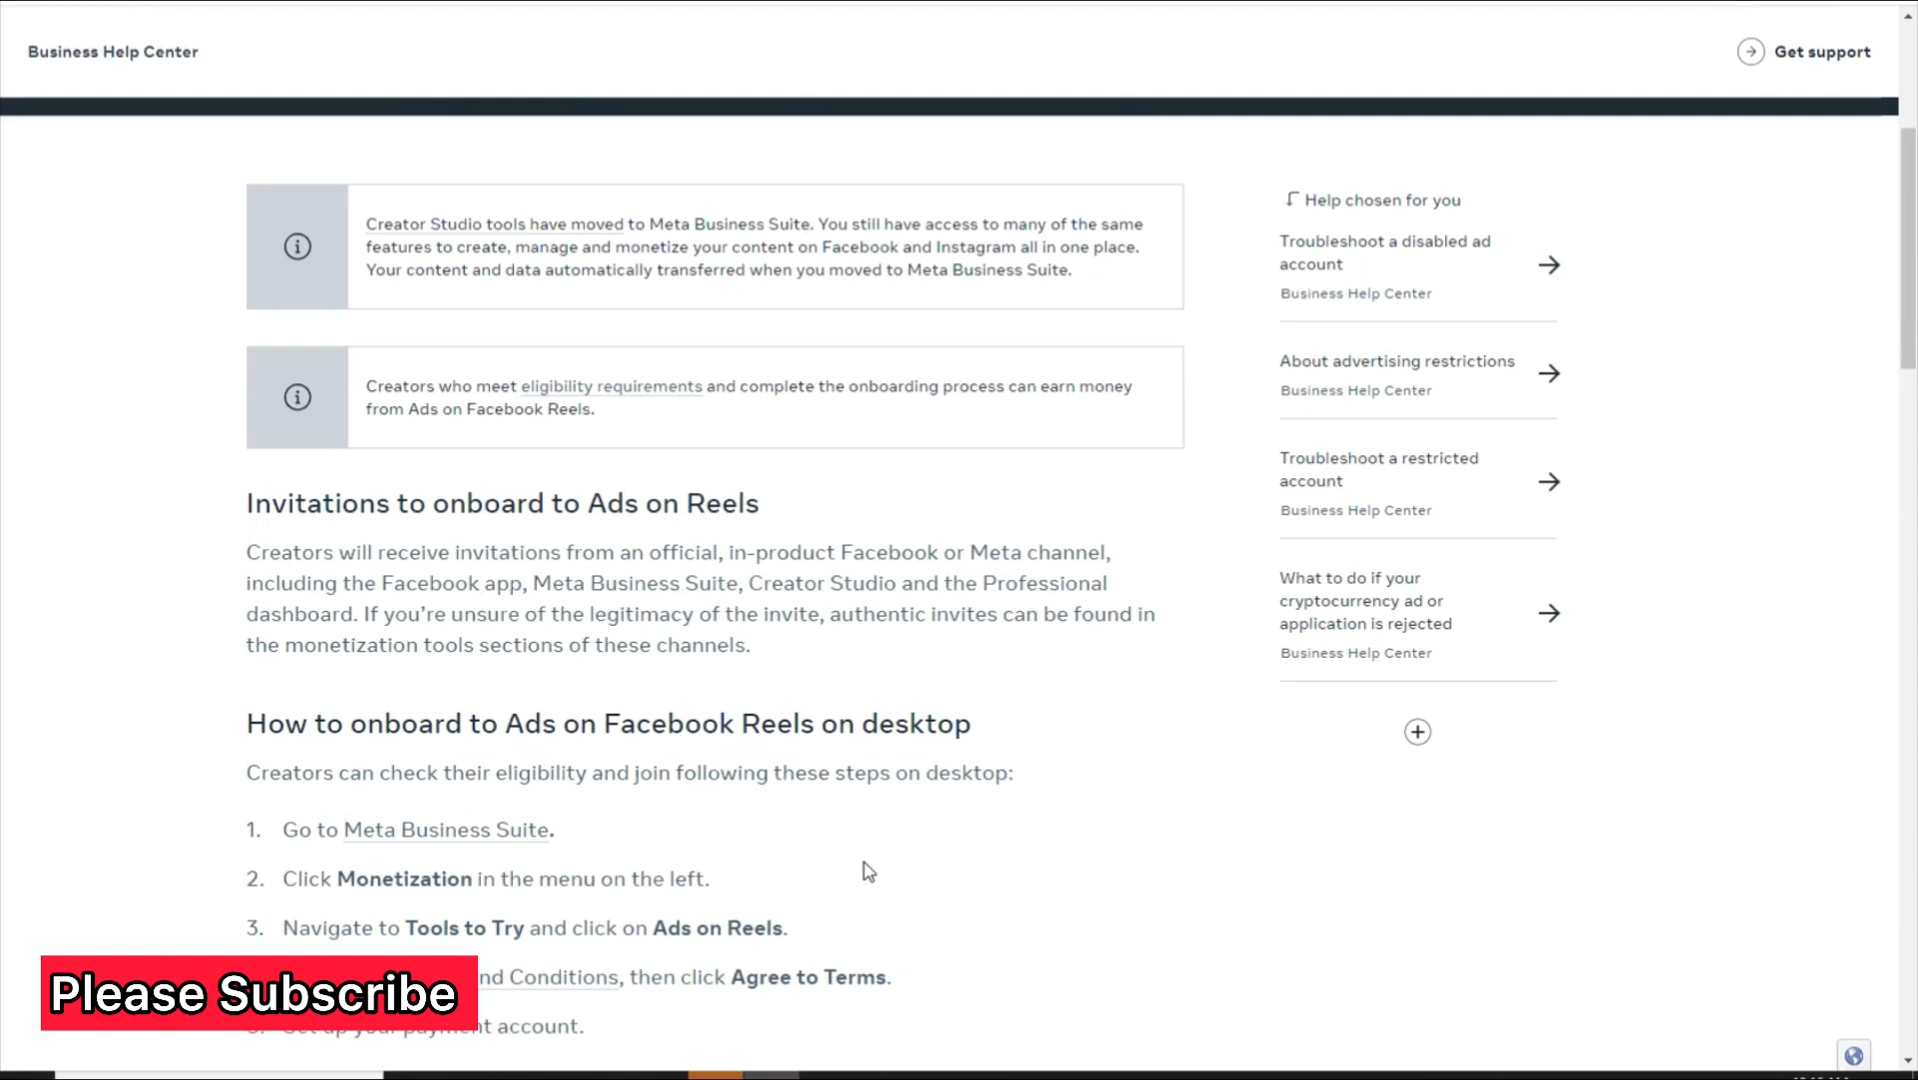 Business Help Center
Get support
Creator Studio tools have moved to Meta Business Suite. You still have access to many of the same
features to create, manage and monetize your content on Facebook and Instagram all in one place.
Your content and data automatically transferred when you moved to Meta Business Suite.
Creators who meet eligibility requirements and complete the onboarding process can earn money
from Ads on Facebook Reels.
Invitations to onboard to Ads on Reels
Creators will receive invitations from an official, in-product Facebook or Meta channel,
including the Facebook app, Meta Business Suite, Creator Studio and the Professional
dashboard. If you're unsure of the legitimacy of the invite, authentic invites can be found in
the monetization tools sections of these channels.
How to onboard to Ads on Facebook Reels on desktop
Creators can check their eligibility and join following these steps on desktop:
1. Go to Meta Business Suite.
2. Click Monetization in the menu on the left.
3. Navigate to Tools to Try and click on Ads on Reels.
nd Conditions, then click Agree to Terms.
Set up your payment account.
Please Subscribe
Help chosen for you
Troubleshoot a disabled ad
account
Business Help Center
About advertising restrictions
Business Help Center
Troubleshoot a restricted
account
Business Help Center
What to do if your
cryptocurrency ad or
application is rejected
Business Help Center